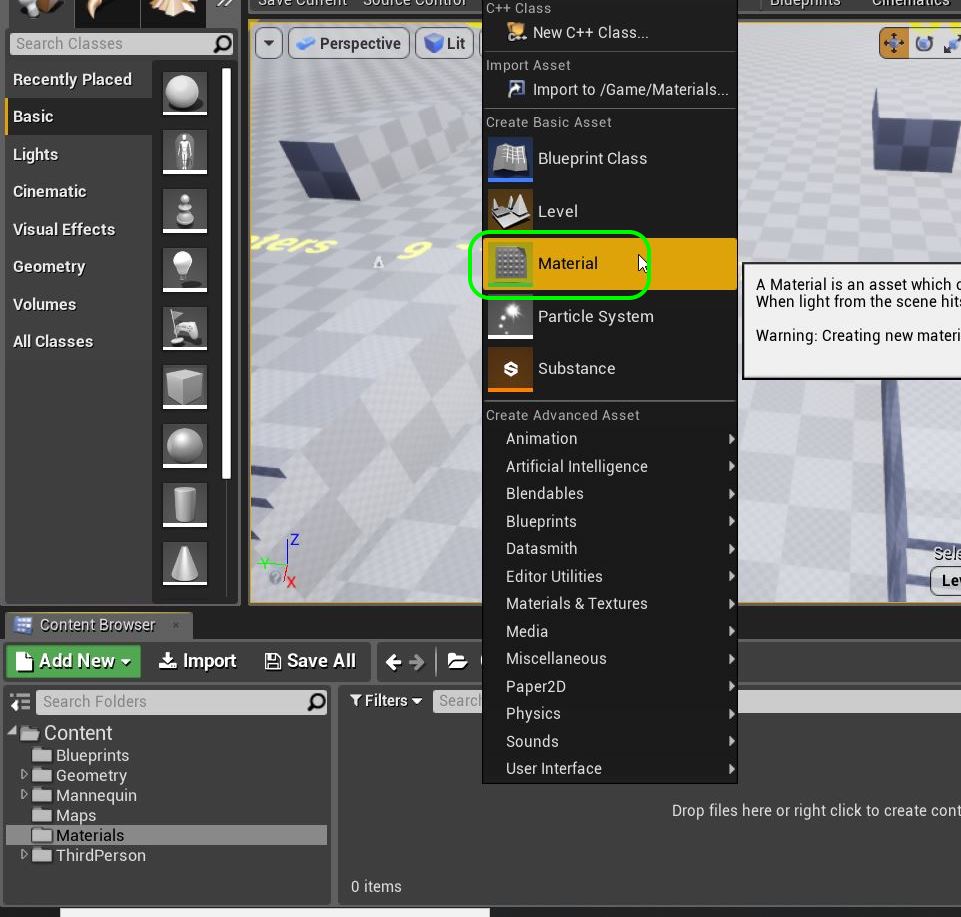 Save Current Source Control
Blueprints Cinematics
C++ Class
Search Classes
Perspective
Lit
New C++ Class...
Recently Placed
Import Asset
Import to /Game/Materials...
Basic
Create Basic Asset
Lights
Blueprint Class
Cinematic
Level
Visual Effects
9
Geometry
Material
A Material is an asset which
When light from the scene hits
Volumes
Particle System
Warning: Creating new
All Classes
Substance
Create Advanced Asset
Animation
Artificial Intelligence
Blendables
Blueprints
Datasmith
Z
Y
X
Editor Utilities
Materials & Textures
Content Browser
Media
Add New
Import
Save All
Miscellaneous
Search Folders
Filters
Search
Paper2D
Physics
Content
Sounds
Blueprints
User Interface
Geometry
Mannequin
Maps
Drop files here or right click to create
Materials
ThirdPerson
0 items